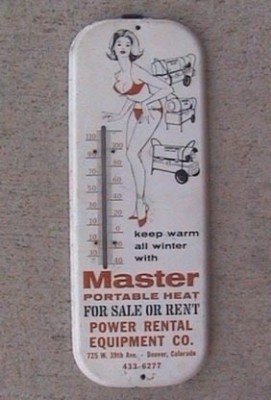 keep warm
all winter
with
Master
PORTABLE HEAT
FOR SALE OR RENT
POWER RENTAL
EQUIPMENT CO.
725 W. 39th Ave. - Denver, Colorado
433-6277